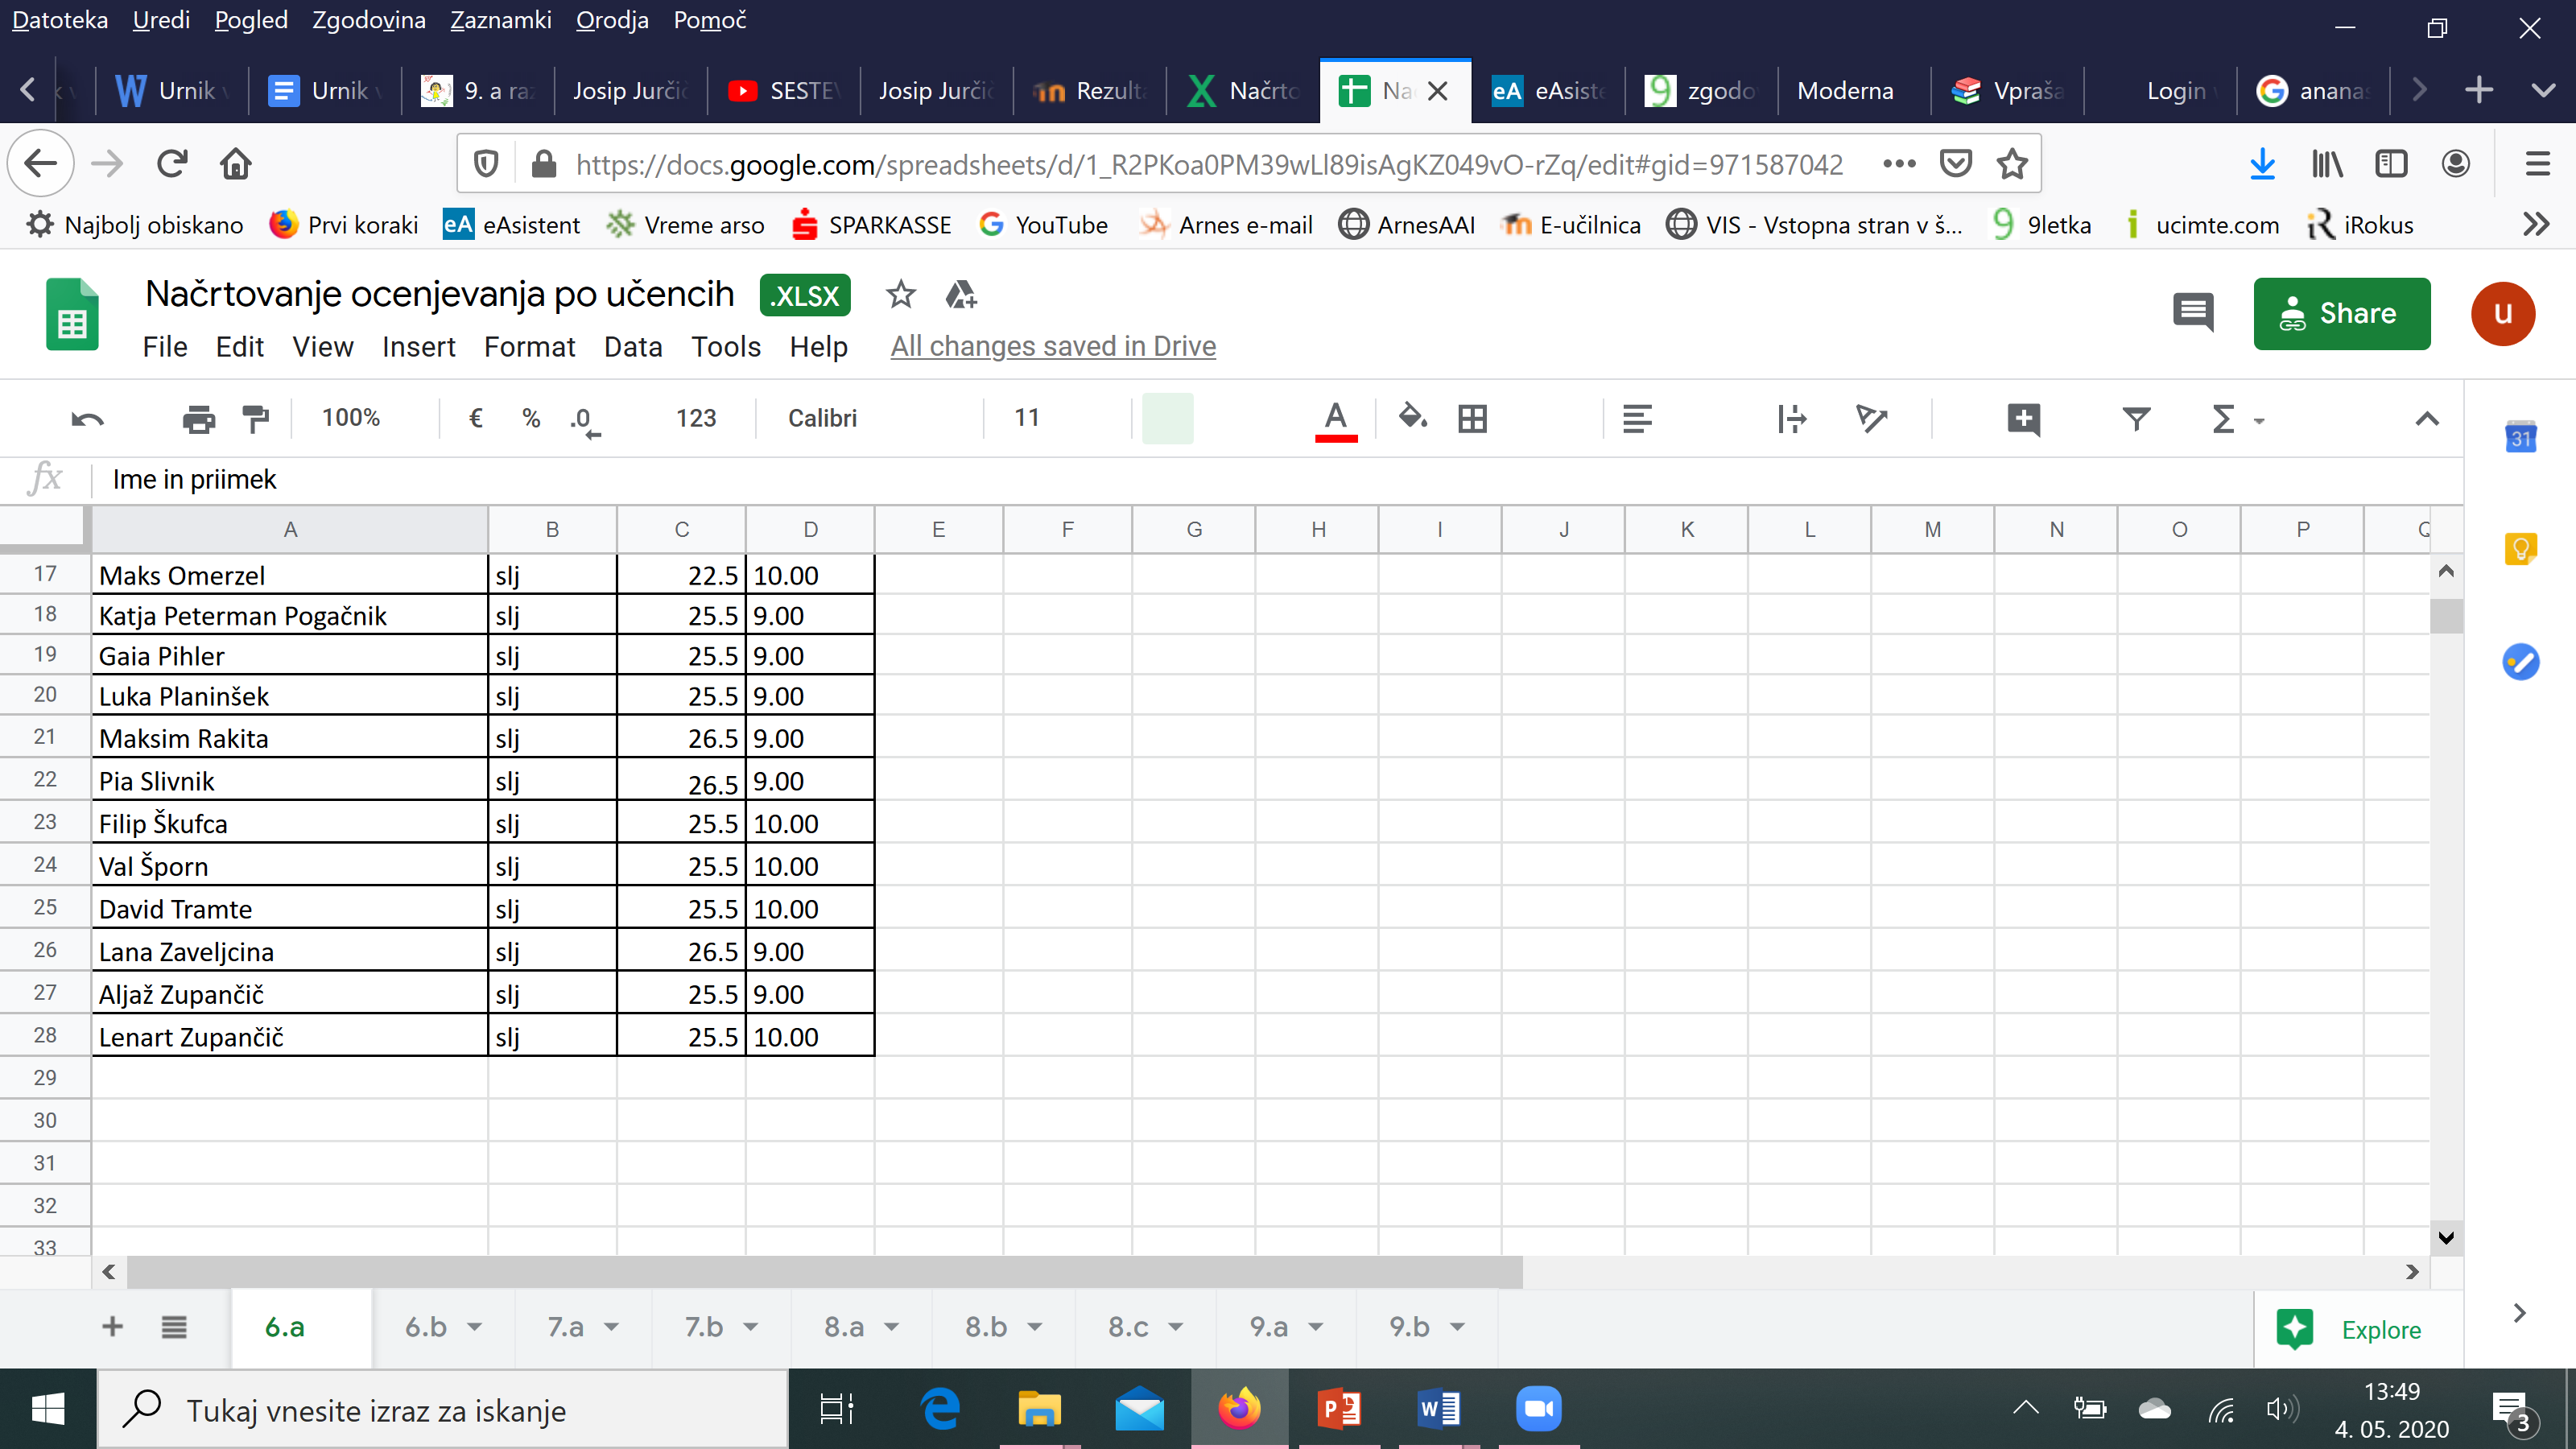 Datoteka Uredi Pogled Zgodovina Zaznamki Orodja Pomoč
Urnik Urnik 9. a raz Josip Jurčič SESTEV Josip Jurčič Rezulta Načrto Na eAsiste zgodo Moderna Vpraša Login ananas
https://docs.google.com/spreadsheets/d/1_R2PKoa0PM39wLl89isAgKZ049vO-rZq/edit#gid=971587042
Najbolj obiskano Prvi koraki eA eAsistent Vreme arso SPARKASSE YouTube Arnes e-mail ArnesAAI E-učilnica VIS - Vstopna stran v š... 9letka ucimte.com iRokus
Načrtovanje ocenjevanja po učencih .XLSX
Share u
File Edit View Insert Format Data Tools Help All changes saved in Drive
100% € % .0 123 Calibri 11 A Σ
31
fx Ime in priimek
A B C D E F G H I J K L M N O P
17 Maks Omerzel slj 22.5 10.00
18 Katja Peterman Pogačnik slj 25.5 9.00
19 Gaia Pihler slj 25.5 9.00
20 Luka Planinšek slj 25.5 9.00
21 Maksim Rakita slj 26.5 9.00
22 Pia Slivnik slj 26.5 9.00
23 Filip Škufca slj 25.5 10.00
24 Val Šporn slj 25.5 10.00
25 David Tramte slj 25.5 10.00
26 Lana Zaveljcina slj 26.5 9.00
27 Aljaž Zupančič slj 25.5 9.00
28 Lenart Zupančič slj 25.5 10.00
29
30
31
32
33
6.a 6.b 7.a 7.b 8.a 8.b 8.c 9.a 9.b Explore
Tukaj vnesite izraz za iskanje
13:49
4. 05. 2020
3